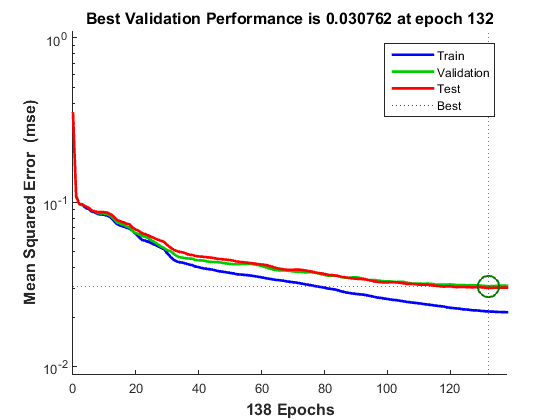 Best Validation Performance is 0.030762 at epoch 132
Mean Squared Error (mse)
10^0
10^-1
10^-2
Train
Validation
Test
Best
0 20 40 60 80 100 120
138 Epochs